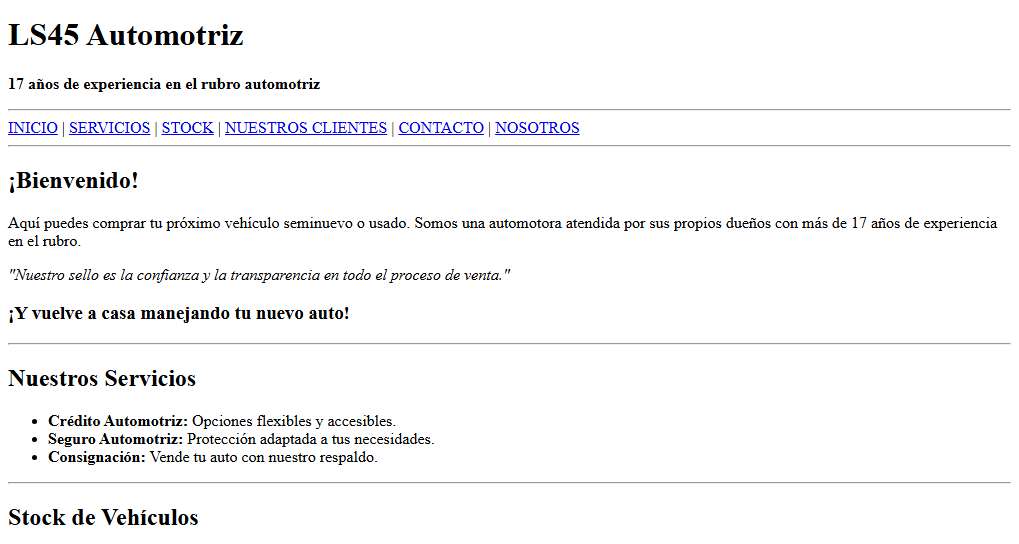 LS45 Automotriz
17 años de experiencia en el rubro automotriz
INICIO | SERVICIOS | STOCK | NUESTROS CLIENTES | CONTACTO | NOSOTROS
¡Bienvenido!
Aquí puedes comprar tu próximo vehículo seminuevo o usado. Somos una automotora atendida por sus propios dueños con más de 17 años de experiencia
en el rubro.
"Nuestro sello es la confianza y la transparencia en todo el proceso de venta."
¡Y vuelve a casa manejando tu nuevo auto!
Nuestros Servicios
• Crédito Automotriz: Opciones flexibles y accesibles.
• Seguro Automotriz: Protección adaptada a tus necesidades.
• Consignación: Vende tu auto con nuestro respaldo.
Stock de Vehículos